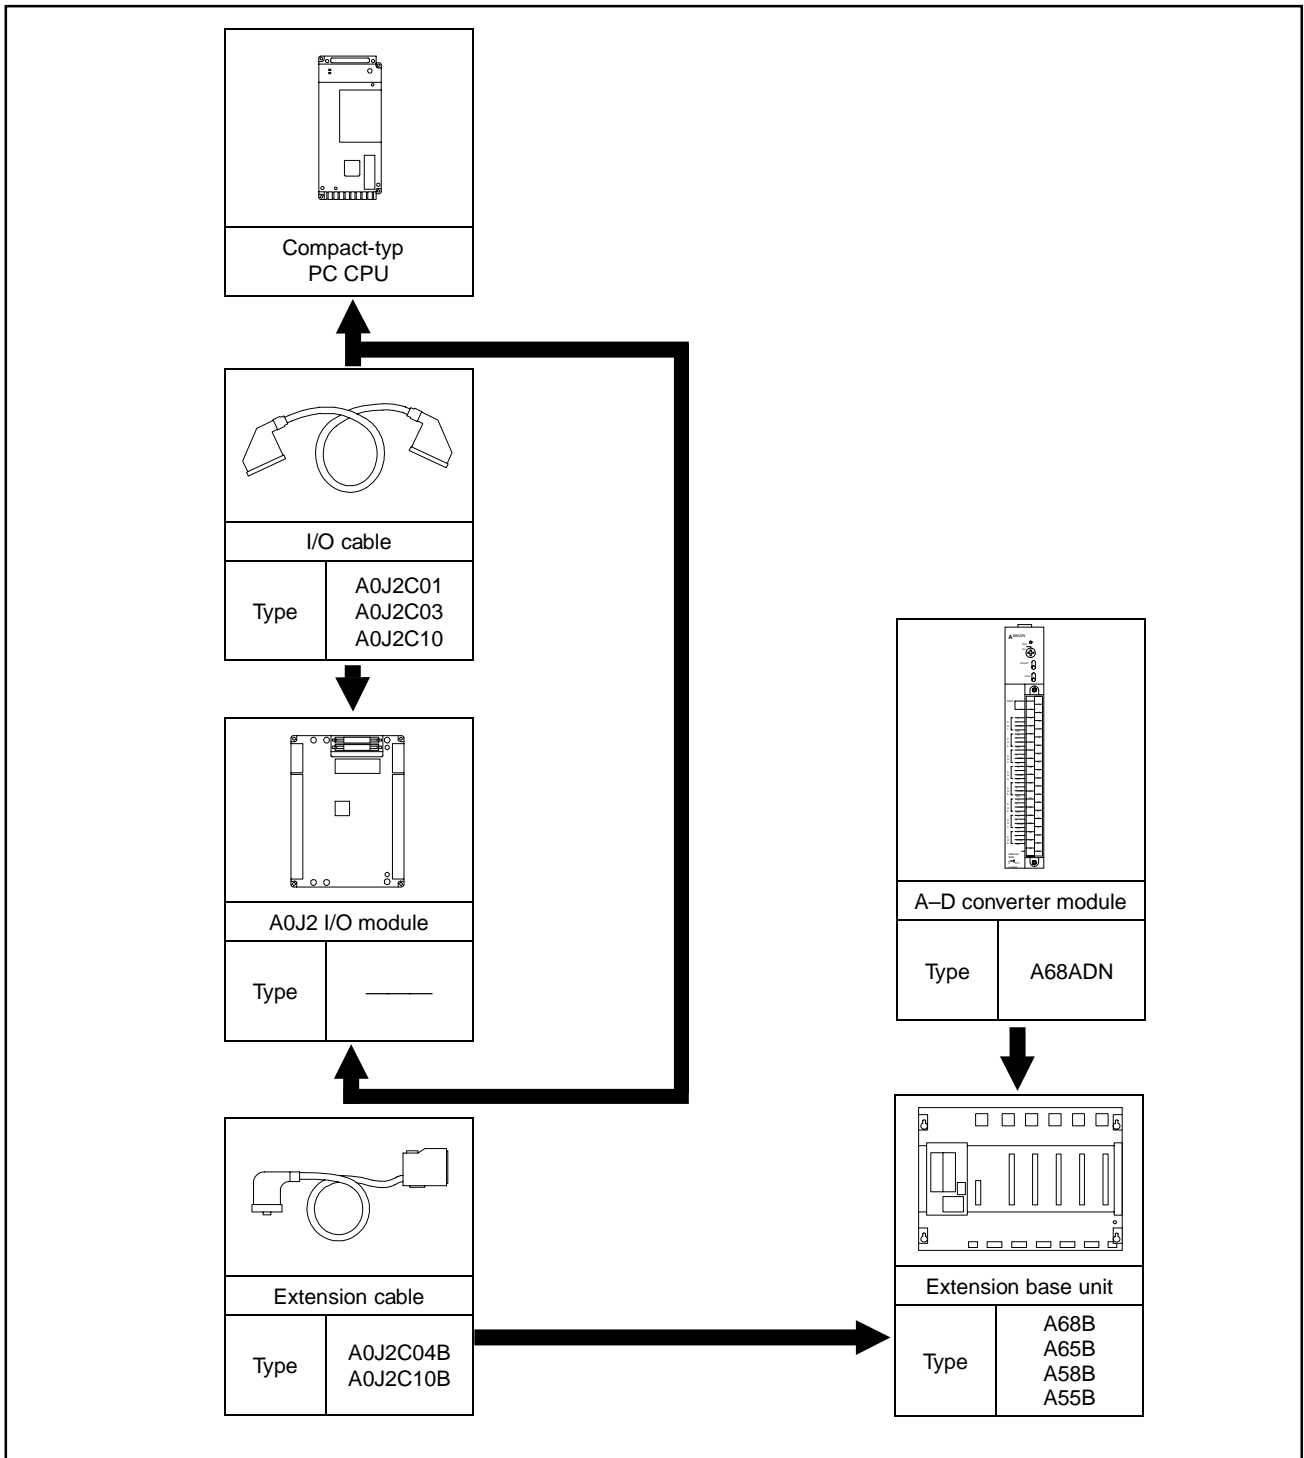 Compact-typ
PC CPU
I/O cable
Type
A0J2C01
A0J2C03
A0J2C10
A0J2 I/O module
Type
Extension cable
Type
A0J2C04B
A0J2C10B
A68ADN
A–D converter module
Type
A68ADN
Extension base unit
Type
A68B
A65B
A58B
A55B